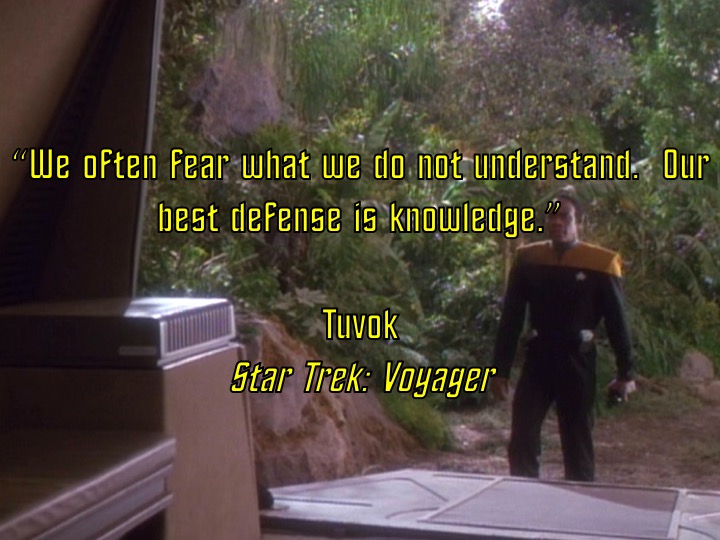 “We often fear what we do not understand.  Our
best defense is knowledge.”
Tuvok
Star Trek: Voyager